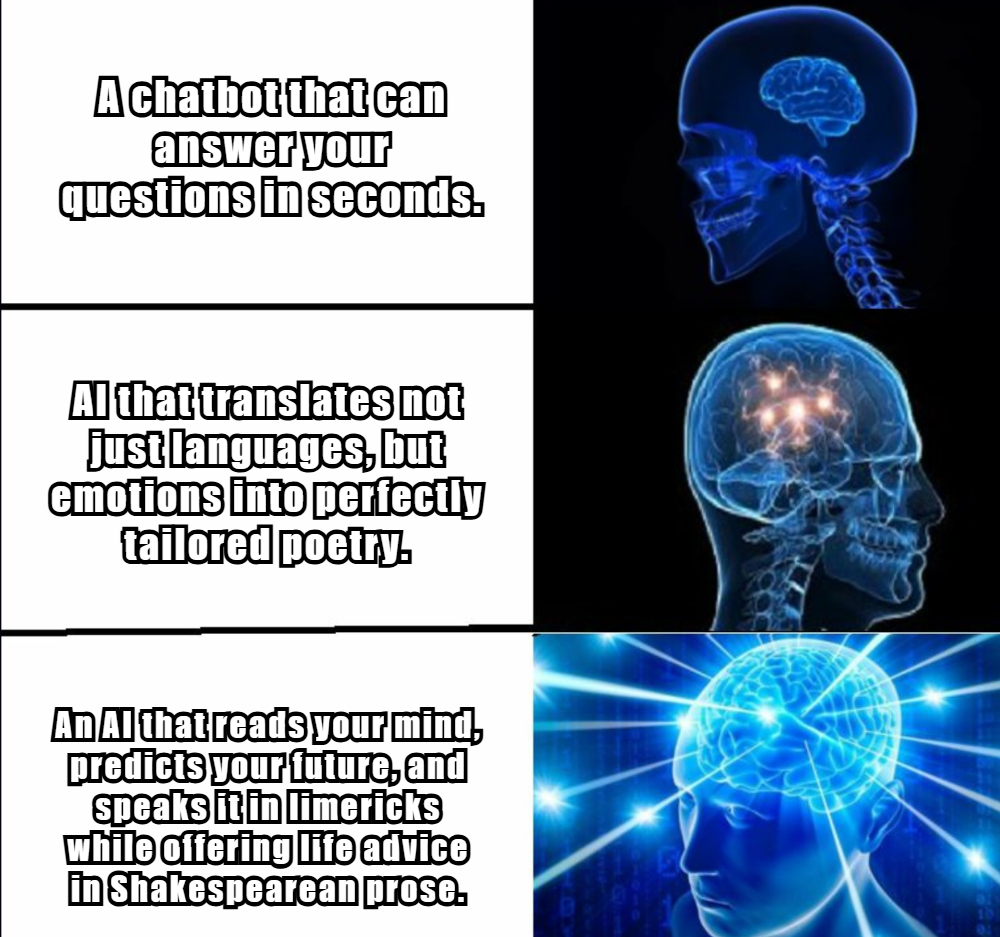 A chatbot that can
answer your
questions in seconds.
AI that translates not
just languages, but
emotions into perfectly
tailored poetry.
An AI that reads your mind,
predicts your future, and
speaks it in limericks
while offering life advice
in Shakespearean prose.